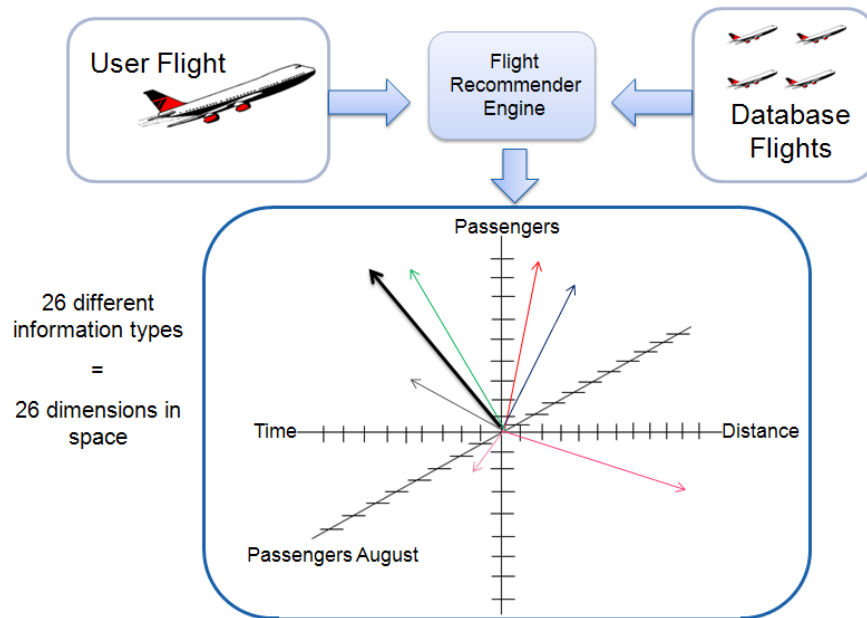 User Flight
Flight
Recommender
Engine
Database
Flights
Passengers
26 different
information types
=
26 dimensions in
space
Time
Distance
Passengers August